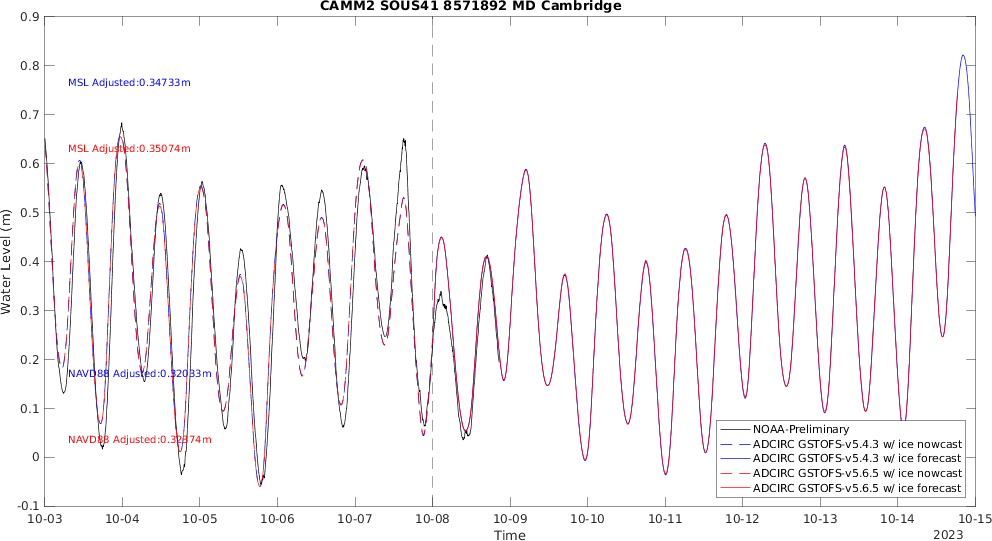 CAMM2 SOUS41 8571892 MD Cambridge
0.9
0.8
0.7
0.6
0.5
0.4
0.3
0.2
0.1
0
-0.1
Water Level (m)
MSL Adjusted:0.34733m
MSL Adjusted:0.35074m
NAVD88 Adjusted:0.32033m
NAVD88 Adjusted:0.32374m
NOAA-Preliminary
ADCIRC GSTOFS-v5.4.3 w/ ice nowcast
ADCIRC GSTOFS-v5.4.3 w/ ice forecast
ADCIRC GSTOFS-v5.6.5 w/ ice nowcast
ADCIRC GSTOFS-v5.6.5 w/ ice forecast
10-03 10-04 10-05 10-06 10-07 10-08 10-09 10-10 10-11 10-12 10-13 10-14 10-15
Time
2023